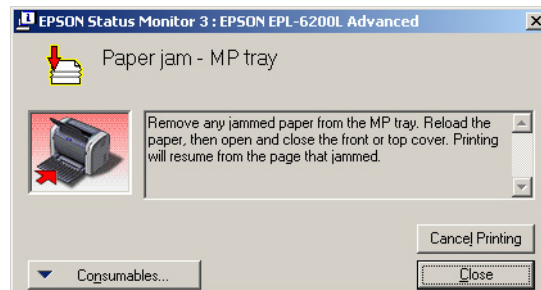 EPSON Status Monitor 3 : EPSON EPL-6200L Advanced
Paper jam - MP tray
Remove any jammed paper from the MP tray. Reload the
paper, then open and close the front or top cover. Printing
will resume from the page that jammed.
Cancel Printing
Consumables...
Close